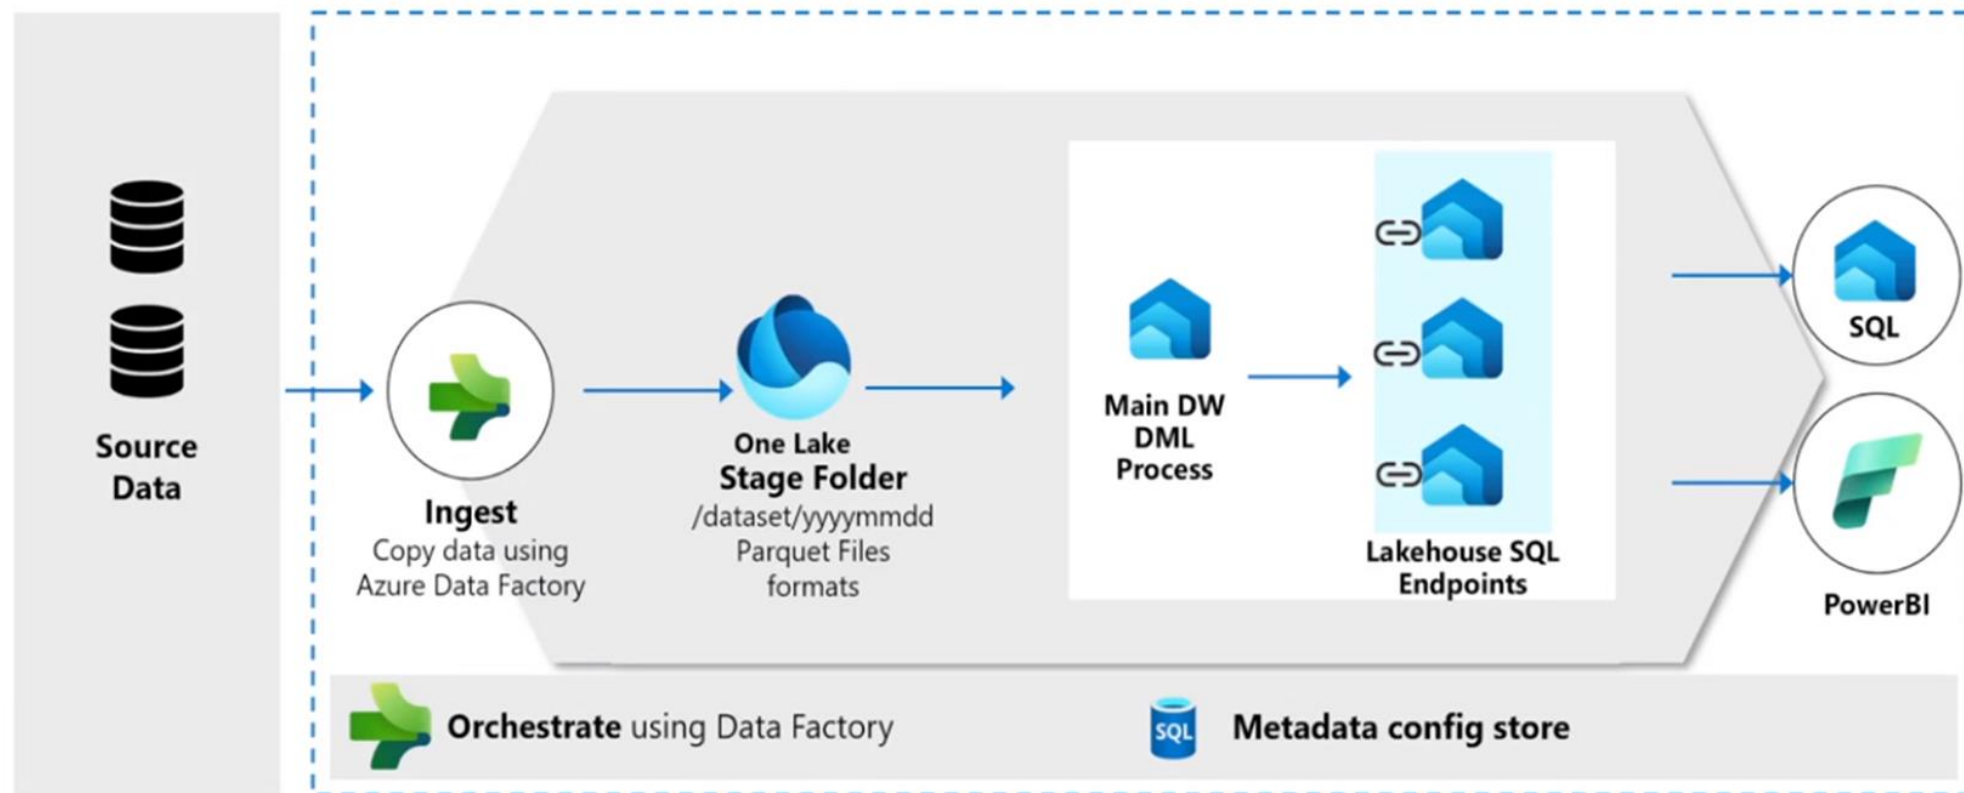 Source
Data
Ingest
Copy data using
Azure Data Factory
One Lake
Stage Folder
/dataset/yyyymmdd
Parquet Files
formats
Main DW
DML
Process
Lakehouse SQL
Endpoints
SQL
PowerBI
Orchestrate using Data Factory
SQL
Metadata config store